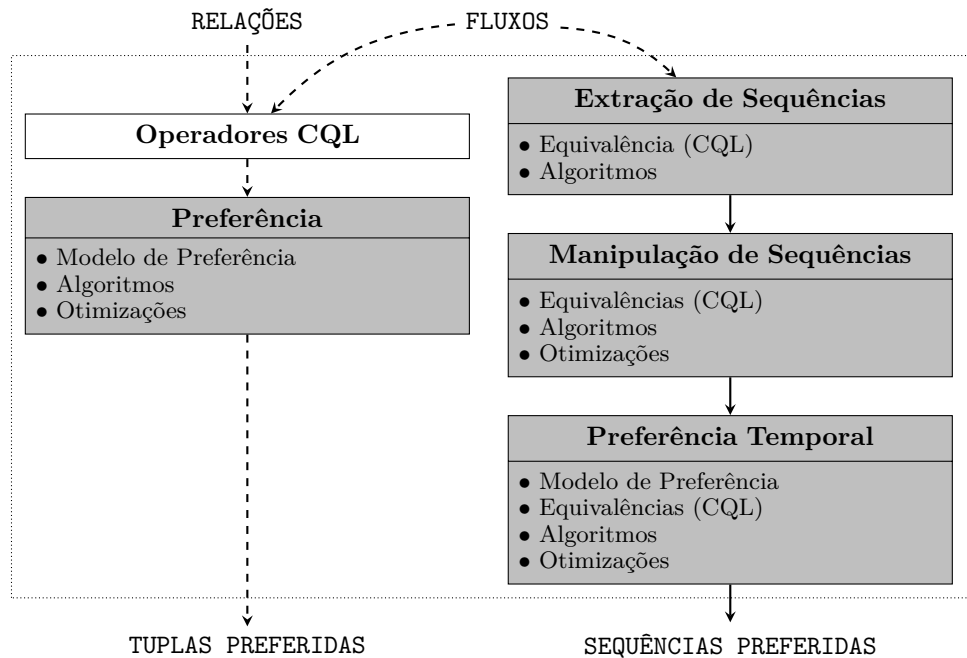 RELAÇÕES
FLUXOS
Operadores CQL
Preferência
• Modelo de Preferência
• Algoritmos
• Otimizações
TUPLAS PREFERIDAS
Extração de Sequências
• Equivalência (CQL)
• Algoritmos
Manipulação de Sequências
• Equivalências (CQL)
• Algoritmos
• Otimizações
Preferência Temporal
• Modelo de Preferência
• Equivalências (CQL)
• Algoritmos
• Otimizações
SEQUÊNCIAS PREFERIDAS